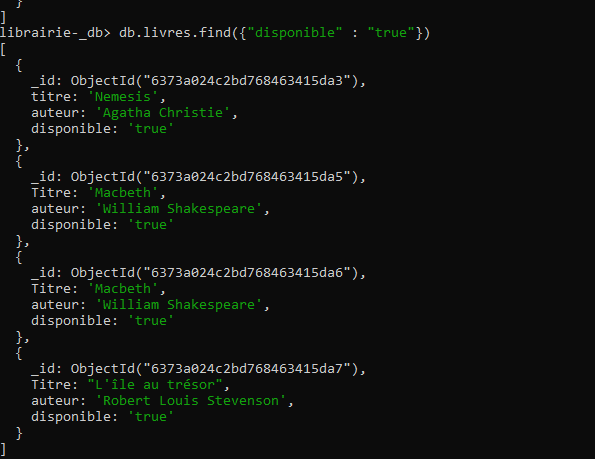 }
]
librairie-_db> db.livres.find({"disponible" : "true"})
[
  {
    _id: ObjectId("6373a024c2bd768463415da3"),
    titre: 'Nemesis',
    auteur: 'Agatha Christie',
    disponible: 'true'
  },
  {
    _id: ObjectId("6373a024c2bd768463415da5"),
    Titre: 'Macbeth',
    auteur: 'William Shakespeare',
    disponible: 'true'
  },
  {
    _id: ObjectId("6373a024c2bd768463415da6"),
    Titre: 'Macbeth',
    auteur: 'William Shakespeare',
    disponible: 'true'
  },
  {
    _id: ObjectId("6373a024c2bd768463415da7"),
    Titre: "L'île au trésor",
    auteur: 'Robert Louis Stevenson',
    disponible: 'true'
  }
]